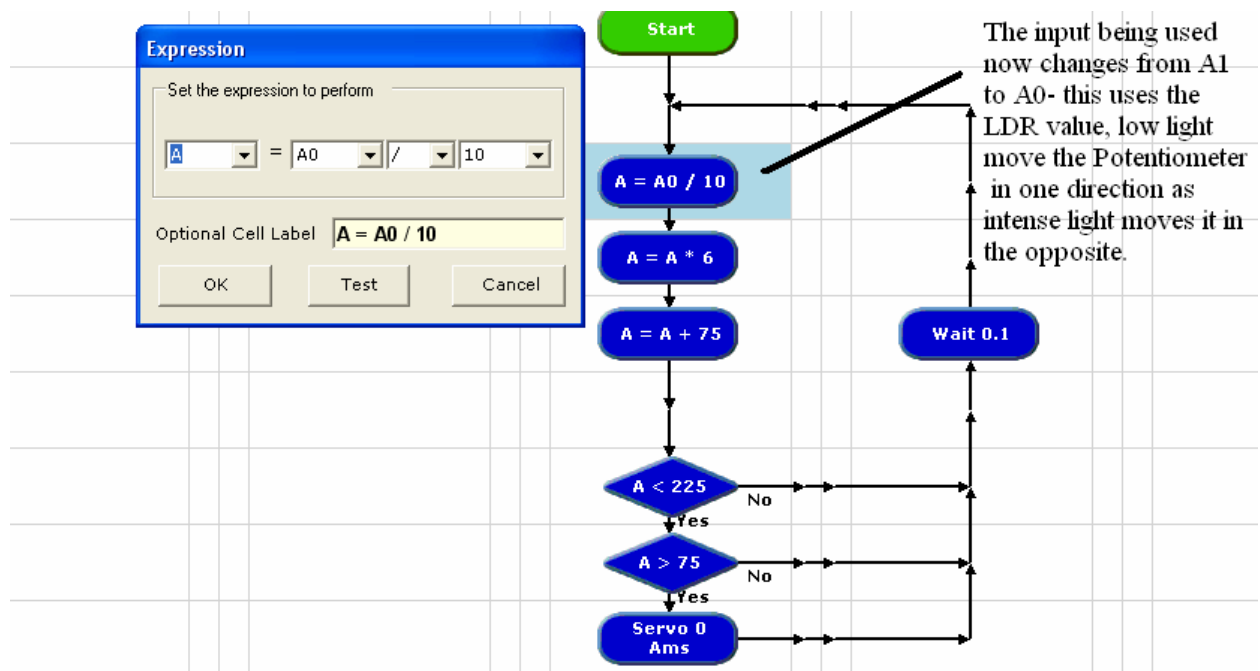 Expression
Set the expression to perform
A = A0 / 10
Optional Cell Label A = A0 / 10
OK Test Cancel
Start
A = A0 / 10
A = A * 6
A = A + 75
A < 225
No
Yes
A > 75
No
Yes
Servo 0
Ams
Wait 0.1
The input being used
now changes from A1
to A0- this uses the
LDR value, low light
move the Potentiometer
in one direction as
intense light moves it in
the opposite.